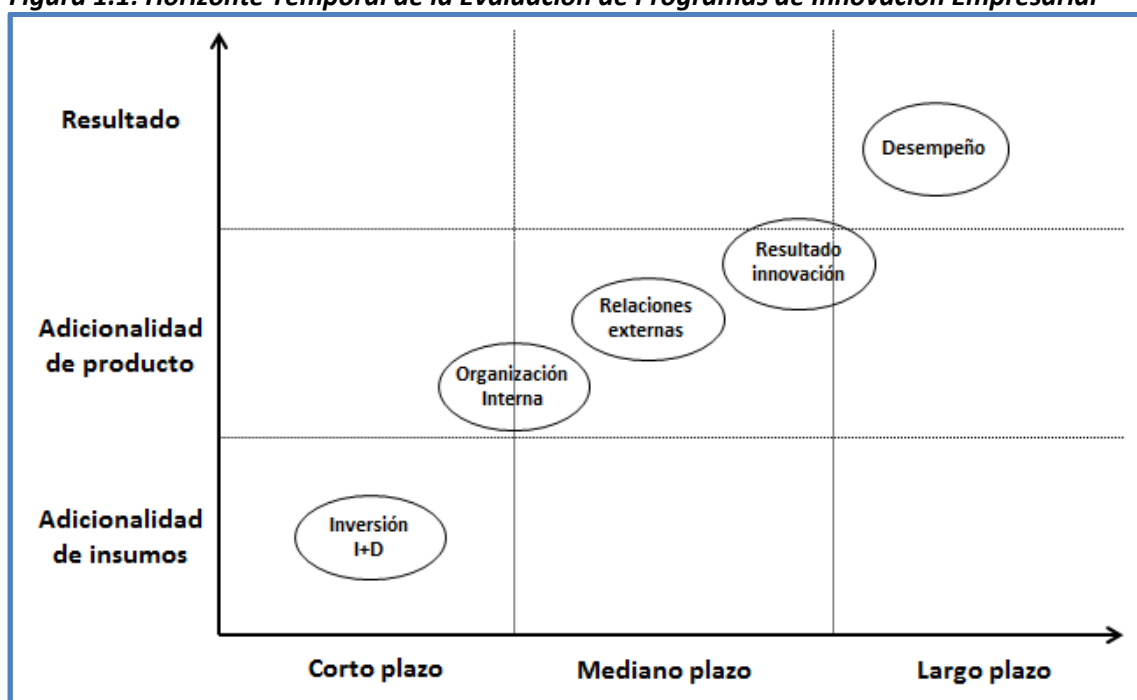 Figura 1.1. Horizonte Temporal de la Evaluación de Programas de Innovación Empresarial
Resultado
Desempeño
Resultado
innovación
Adicionalidad
de producto
Relaciones
externas
Organización
Interna
Adicionalidad
de insumos
Inversión
I+D
Corto plazo
Mediano plazo
Largo plazo